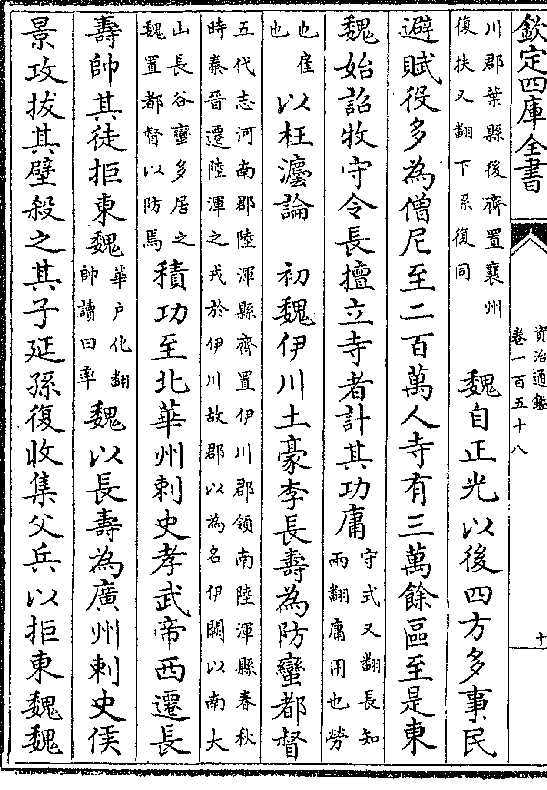 欽定四庫全書
資治通鑑
卷一百五十八
十
川郡葉縣後齊置襄州
復扶又翻下系復同
魏自正光以後四方多事民
避賦役多為僧尼至二百萬人寺有三萬餘區至是東
魏始詔牧守令長擅立寺者計其功庸
守式又翻長知
兩翻庸用也勞
也雇
也
以枉灋論　初魏伊川土豪李長壽為防蠻都督
五代志河南郡陸渾縣齊置伊川郡領南陸渾縣春秋
時秦晉遷陸渾之戎於伊川故郡以為名伊闕以南大
山長谷蠻多居之
魏置都督以防焉
積功至北華州刺史孝武帝西遷長
壽帥其徒拒東魏
華戶化翻
帥讀曰率
魏以長壽為廣州刺史侯
景攻拔其壁殺之其子延孫復收集父兵以拒東魏魏